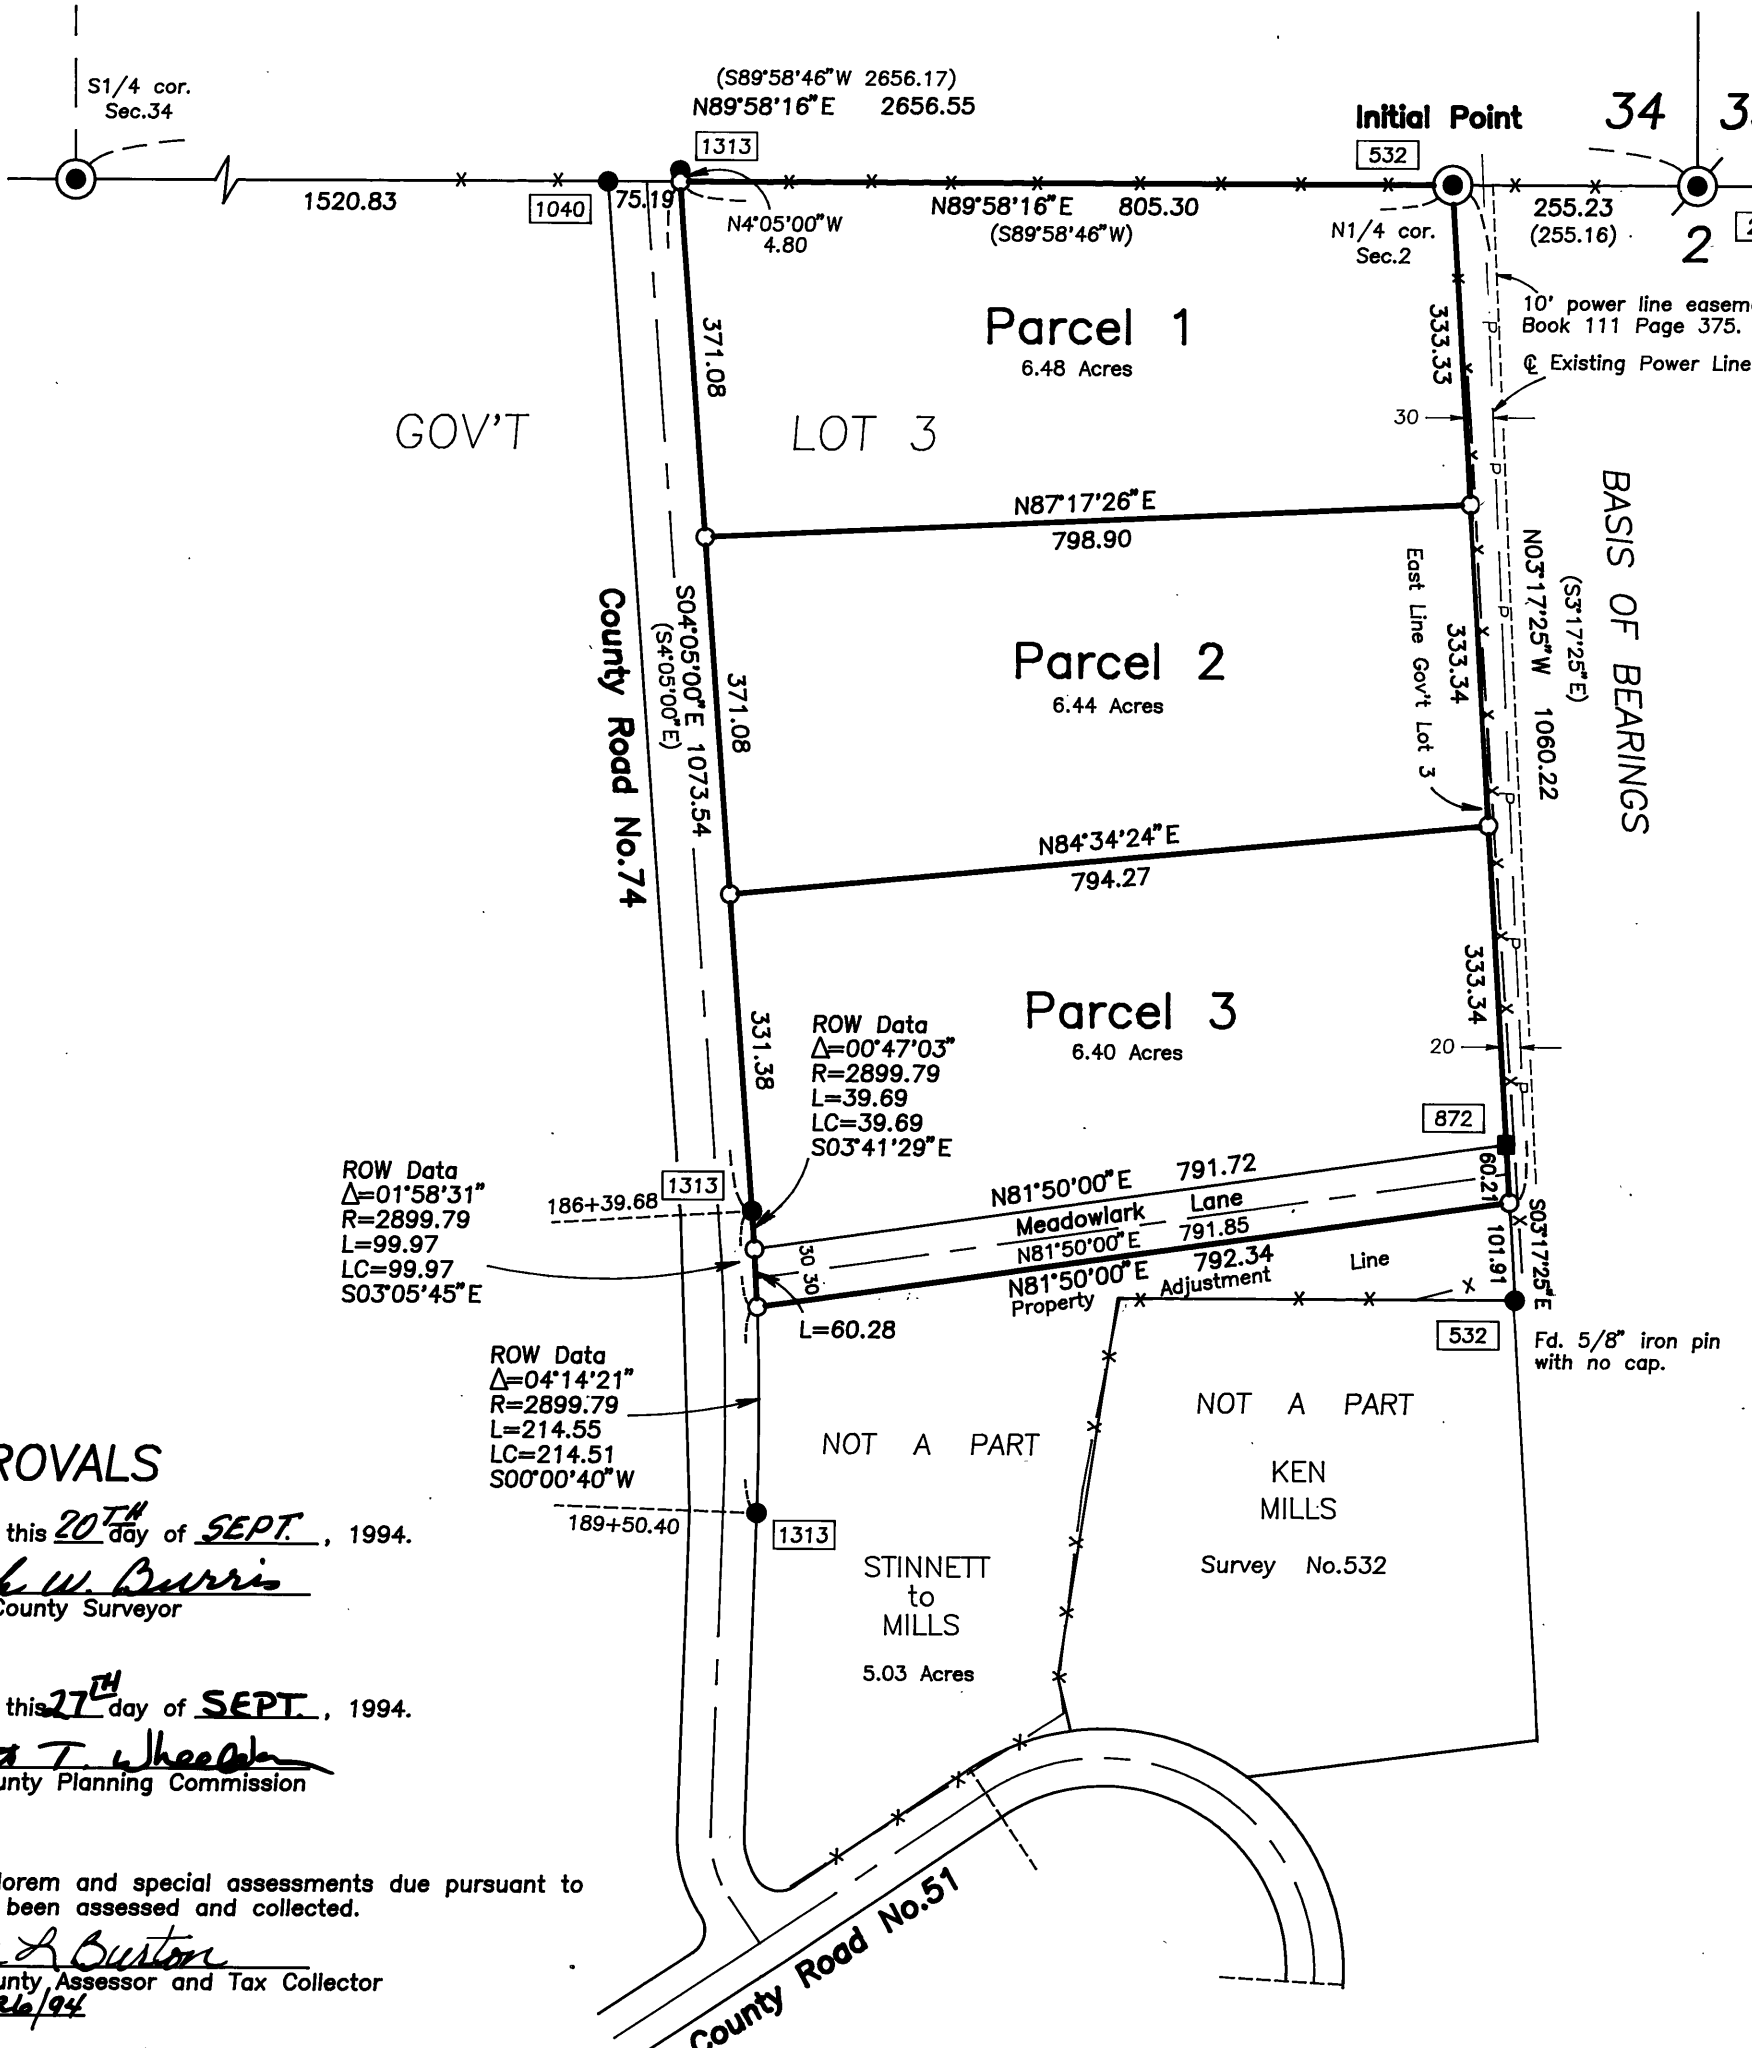 S1/4 cor.
Sec.34
(S89°58'46"W 2656.17)
N89°58'16"E 2656.55
Initial Point
34
1313
532
1520.83
1040
75.19
N4°05'00"W
4.80
N89°58'16"E 805.30
(S89°58'46"W)
N1/4 cor.
Sec.2
255.23
(255.16)
2
10' power line
Book 111 Page 375.
℄ Existing Power Line
Parcel 1
6.48 Acres
371.08
333.33
30
GOV'T LOT 3
P
N87°17'26"E
798.90
BASIS OF BEARINGS
N03°17'25"W 1060.22
(S3°17'25"E)
East Line Gov't Lot 3
P
County Road No.74
S04°05'00"E 1073.54
(S4°05'00"E)
Parcel 2
6.44 Acres
371.08
333.34
P
N84°34'24"E
794.27
P
Parcel 3
6.40 Acres
331.38
333.34
20
P
ROW Data
Δ=00°47'03"
R=2899.79
L=39.69
LC=39.69
S03°41'29"E
872
ROW Data
Δ=01°58'31"
R=2899.79
L=99.97
LC=99.97
S03°05'45"E
186+39.68
1313
N81°50'00"E 791.72
Meadowlark Lane
N81°50'00"E 791.85
N81°50'00"E 792.34
Property Adjustment Line
30 30
60.21
101.91
S03°17'25"E
L=60.28
532
Fd. 5/8" iron pin
with no cap.
ROW Data
Δ=04°14'21"
R=2899.79
L=214.55
LC=214.51
S00°00'40"W
189+50.40
1313
NOT A PART
STINNETT
to
MILLS
5.03 Acres
NOT A PART
KEN
MILLS
Survey No.532
County Road No.51
ROVALS
this 20TH day of SEPT., 1994.
W. Burris
County Surveyor
this 27TH day of SEPT., 1994.
T.
Planning Commission
and special assessments due pursuant to
been assessed and collected.
Burton
Assessor and Tax Collector
26/94